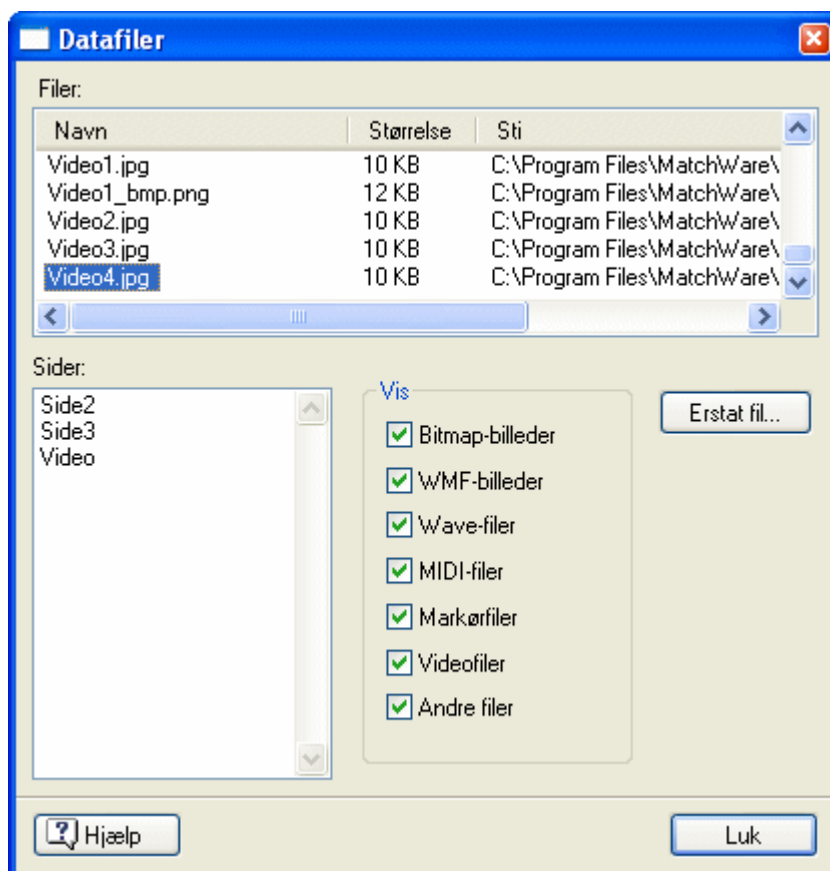 Datafiler
Filer:
Navn Størrelse Sti
Video1.jpg 10 KB C:\Program Files\MatchWare\
Video1_bmp.png 12 KB C:\Program Files\MatchWare\
Video2.jpg 10 KB C:\Program Files\MatchWare\
Video3.jpg 10 KB C:\Program Files\MatchWare\
Video4.jpg 10 KB C:\Program Files\MatchWare\
Sider:
Side2
Side3
Video
Vis
Bitmap-billeder
WMF-billeder
Wave-filer
MIDI-filer
Markørfiler
Videofiler
Andre filer
Erstat fil...
Hjælp
Luk